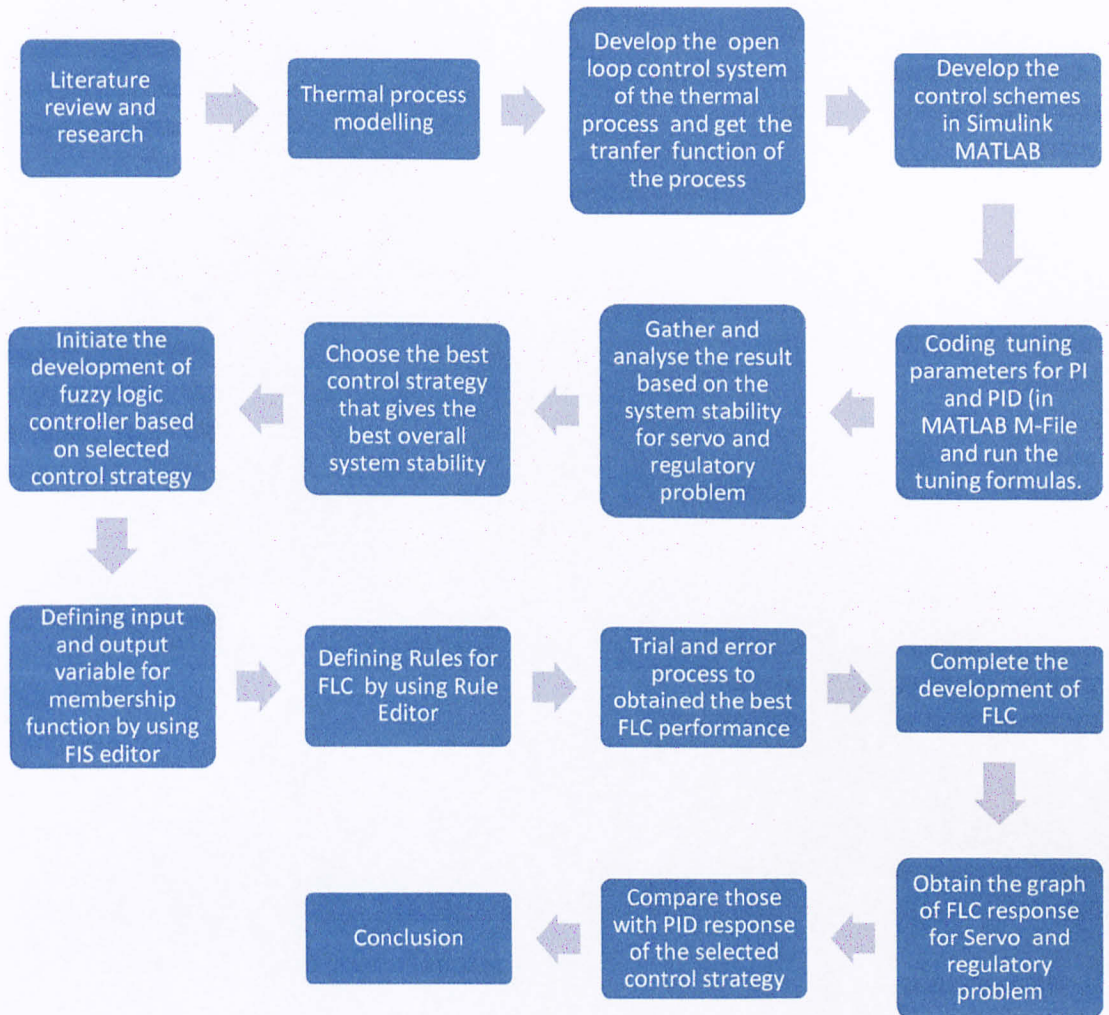 Literature
review and
research
Thermal process
modelling
Develop the open
loop control system
of the thermal
process and get the
tranfer function of
the process
Develop the
control schemes
in Simulink
MATLAB
Coding tuning
parameters for PI
and PID (in
MATLAB M-File
and run the
tuning formulas.
Gather and
analyse the result
based on the
system stability
for servo and
regulatory
problem
Choose the best
control strategy
that gives the
best overall
system stability
Initiate the
development of
fuzzy logic
controller based
on selected
control strategy
Defining input
and output
variable for
membership
function by using
FIS editor
Defining Rules for
FLC by using Rule
Editor
Trial and error
process to
obtained the best
FLC performance
Complete the
development of
FLC
Obtain the graph
of FLC response
for Servo and
regulatory
problem
Compare those
with PID response
of the selected
control strategy
Conclusion